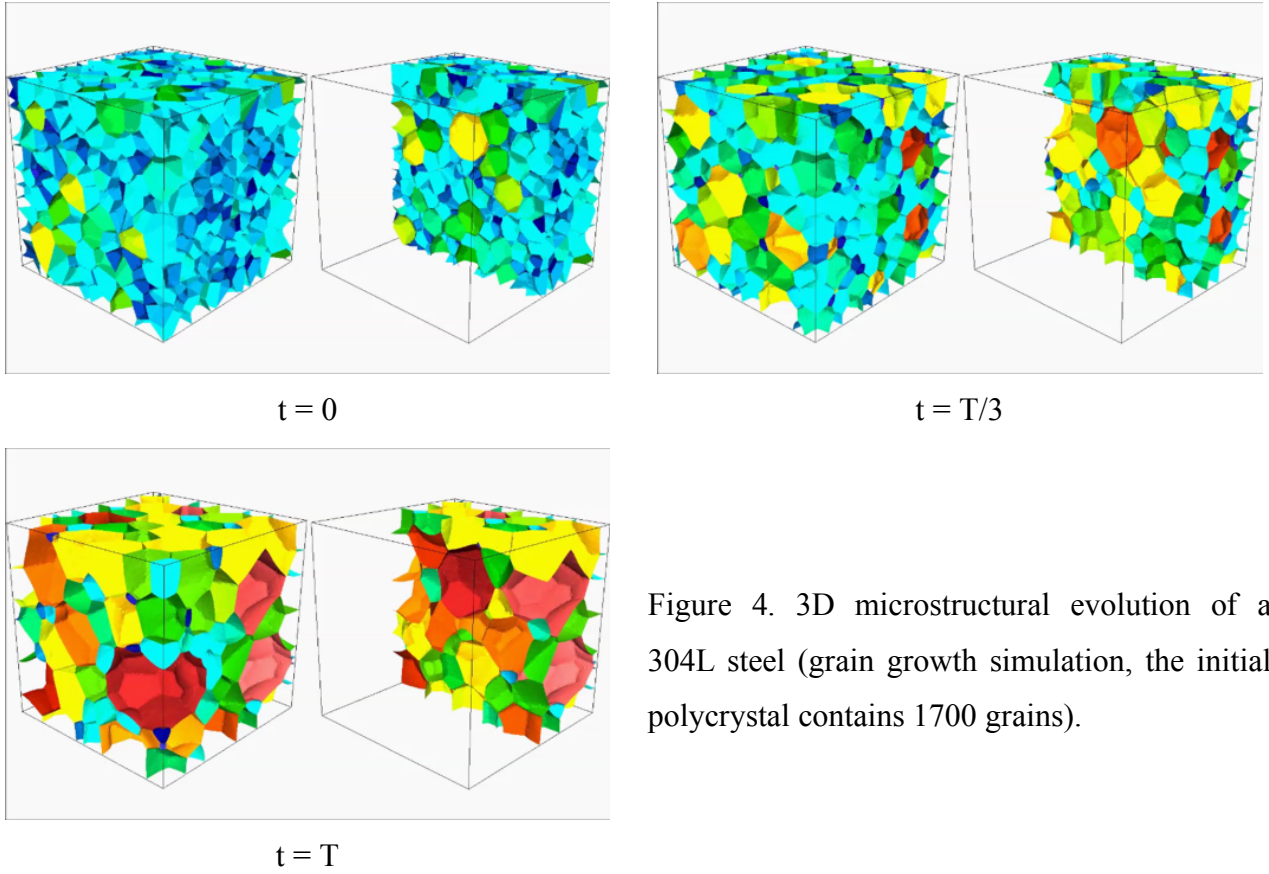 t = 0
t = T/3
Figure 4. 3D microstructural evolution of a
304L steel (grain growth simulation, the initial
polycrystal contains 1700 grains).
t = T